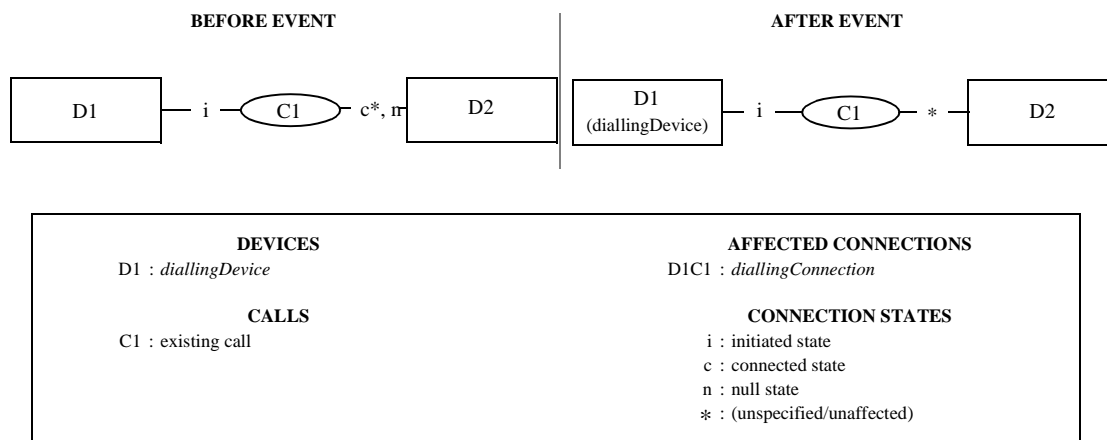 BEFORE EVENT
AFTER EVENT
D1 i C1 c*, n D2
D1 (diallingDevice) i C1 * D2
DEVICES
D1 : diallingDevice
CALLS
C1 : existing call
AFFECTED CONNECTIONS
D1C1 : diallingConnection
CONNECTION STATES
i : initiated state
c : connected state
n : null state
* : (unspecified/unaffected)